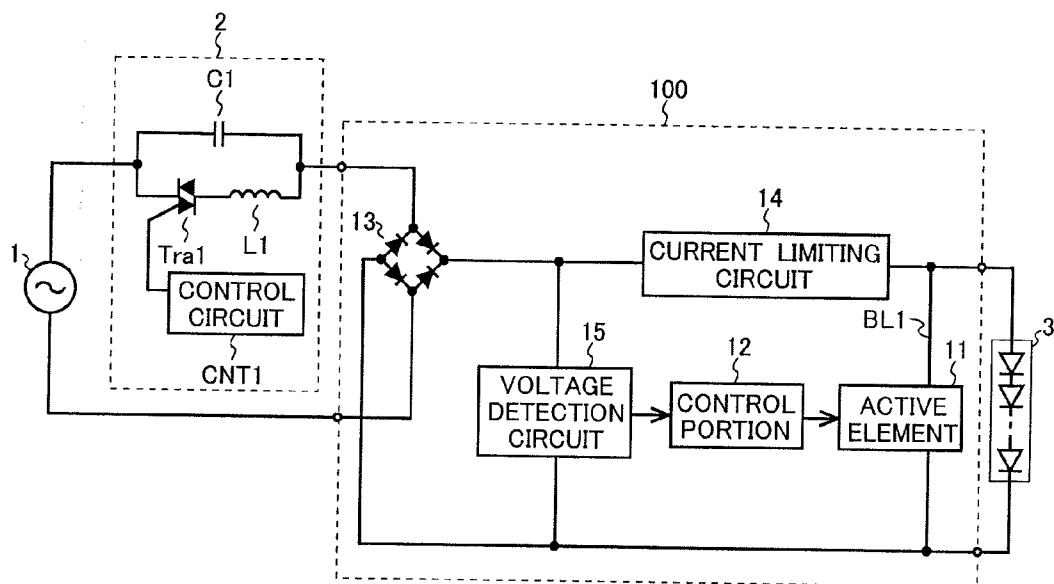 2
C1
100
Tra1
L1
1
CONTROL
CIRCUIT
CNT1
13
14
CURRENT LIMITING
CIRCUIT
BL1
3
15
VOLTAGE
DETECTION
CIRCUIT
12
CONTROL
PORTION
11
ACTIVE
ELEMENT